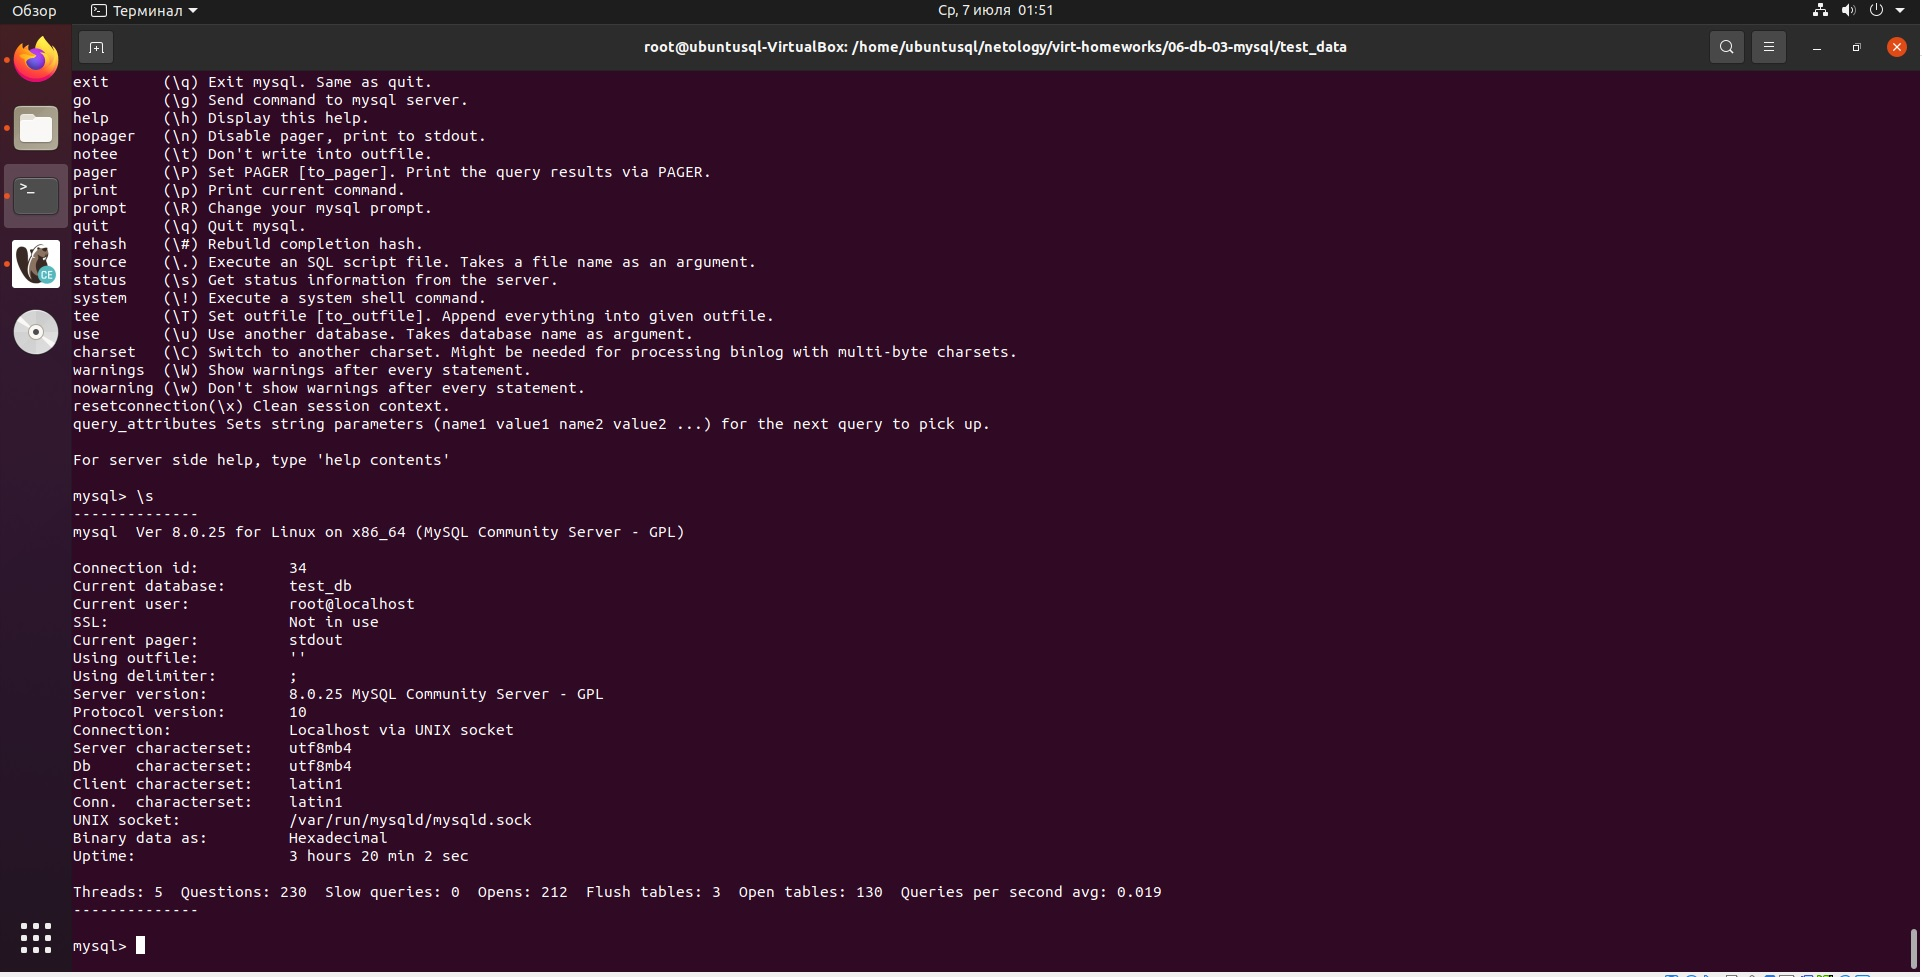 Обзор
Терминал
Ср, 7 июля 01:51
root@ubuntusql-VirtualBox: /home/ubuntusql/netology/virt-homeworks/06-db-03-mysql/test_data
exit      (\q) Exit mysql. Same as quit.
go        (\g) Send command to mysql server.
help      (\h) Display this help.
nopager   (\n) Disable pager, print to stdout.
notee     (\t) Don't write into outfile.
pager     (\P) Set PAGER [to_pager]. Print the query results via PAGER.
print     (\p) Print current command.
prompt    (\R) Change your mysql prompt.
quit      (\q) Quit mysql.
rehash    (\#) Rebuild completion hash.
source    (\.) Execute an SQL script file. Takes a file name as an argument.
status    (\s) Get status information from the server.
system    (\!) Execute a system shell command.
tee       (\T) Set outfile [to_outfile]. Append everything into given outfile.
use       (\u) Use another database. Takes database name as argument.
charset   (\C) Switch to another charset. Might be needed for processing binlog with multi-byte charsets.
warnings  (\W) Show warnings after every statement.
nowarning (\w) Don't show warnings after every statement.
resetconnection(\x) Clean session context.
query_attributes Sets string parameters (name1 value1 name2 value2 ...) for the next query to pick up.
For server side help, type 'help contents'
mysql> \s
--------------
mysql  Ver 8.0.25 for Linux on x86_64 (MySQL Community Server - GPL)
Connection id:          34
Current database:       test_db
Current user:           root@localhost
SSL:                    Not in use
Current pager:          stdout
Using outfile:          ''
Using delimiter:        ;
Server version:         8.0.25 MySQL Community Server - GPL
Protocol version:       10
Connection:             Localhost via UNIX socket
Server characterset:    utf8mb4
Db     characterset:    utf8mb4
Client characterset:    latin1
Conn.  characterset:    latin1
UNIX socket:            /var/run/mysqld/mysqld.sock
Binary data as:         Hexadecimal
Uptime:                 3 hours 20 min 2 sec
Threads: 5  Questions: 230  Slow queries: 0  Opens: 212  Flush tables: 3  Open tables: 130  Queries per second avg: 0.019
--------------
mysql>
>_
CE